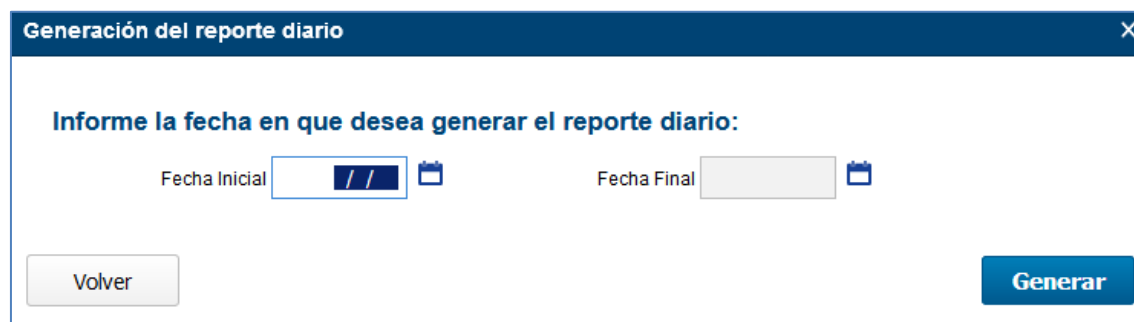 Generación del reporte diario
Informe la fecha en que desea generar el reporte diario:
Fecha Inicial / / Fecha Final
Volver Generar